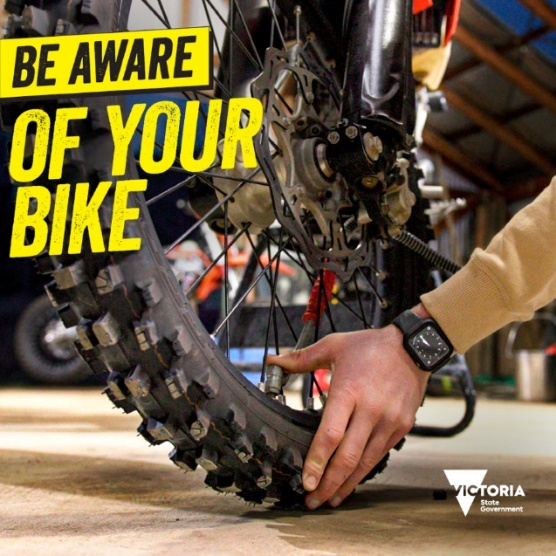 BE AWARE
OF YOUR
BIKE
VICTORIA
State
Government